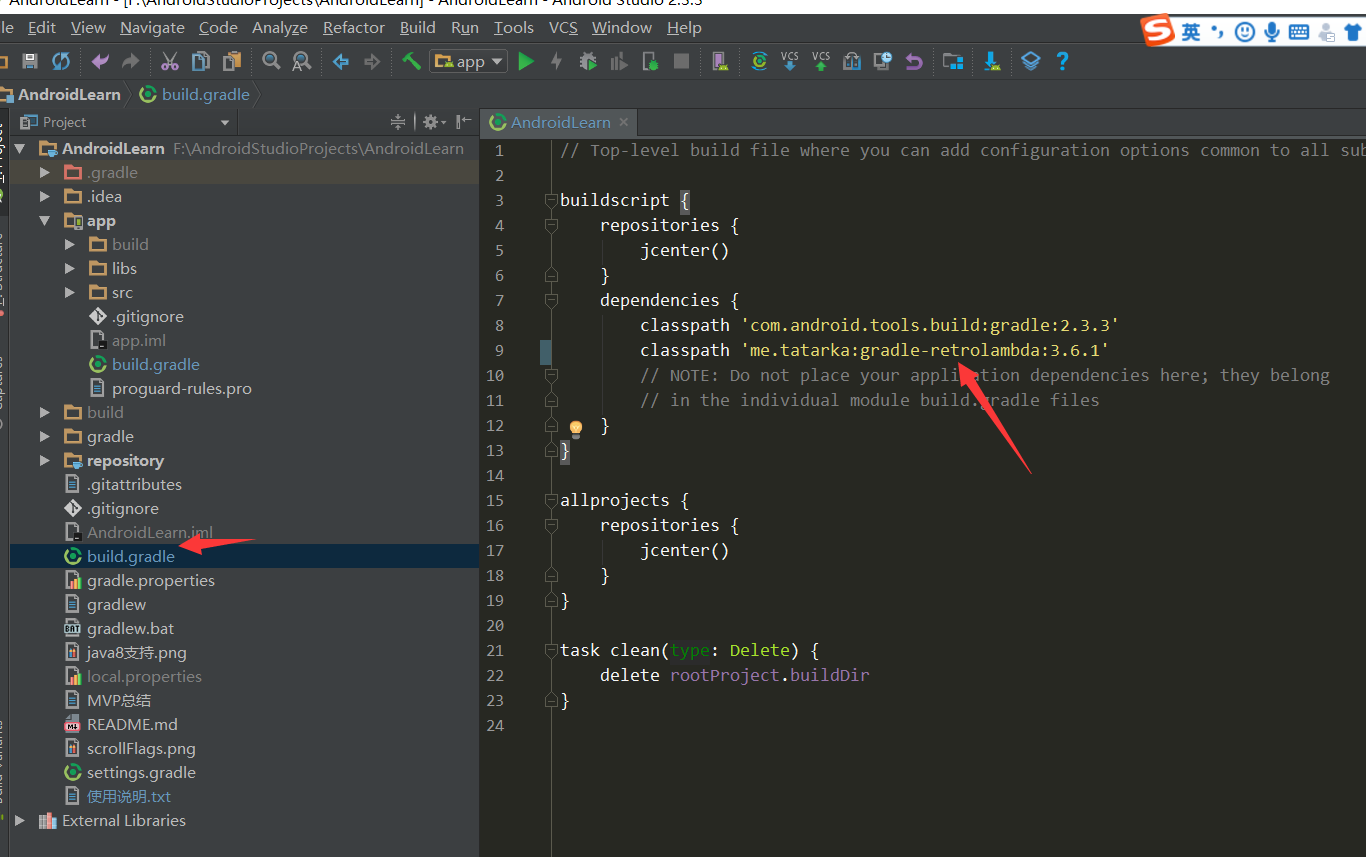 AndroidLearn - [F:\AndroidStudioProjects\AndroidLearn] - AndroidLearn - Android Studio 2.3.3
Edit View Navigate Code Analyze Refactor Build Run Tools VCS Window Help
英
app
VCS VCS
AndroidLearn build.gradle
Project
AndroidLearn
AndroidLearn F:\AndroidStudioProjects\AndroidLearn
.gradle
.idea
app
build
libs
src
.gitignore
app.iml
build.gradle
proguard-rules.pro
build
gradle
repository
.gitattributes
.gitignore
AndroidLearn.iml
build.gradle
gradle.properties
gradlew
gradlew.bat
java8支持.png
local.properties
MVP总结
README.md
scrollFlags.png
settings.gradle
使用说明.txt
External Libraries
1 // Top-level build file where you can add configuration options common to all sub
2
3 buildscript {
4 repositories {
5 jcenter()
6 }
7 dependencies {
8 classpath 'com.android.tools.build:gradle:2.3.3'
9 classpath 'me.tatarka:gradle-retrolambda:3.6.1'
10 // NOTE: Do not place your application dependencies here; they belong
11 // in the individual module build.gradle files
12 }
13 }
14
15 allprojects {
16 repositories {
17 jcenter()
18 }
19 }
20
21 task clean(type: Delete) {
22 delete rootProject.buildDir
23 }
24